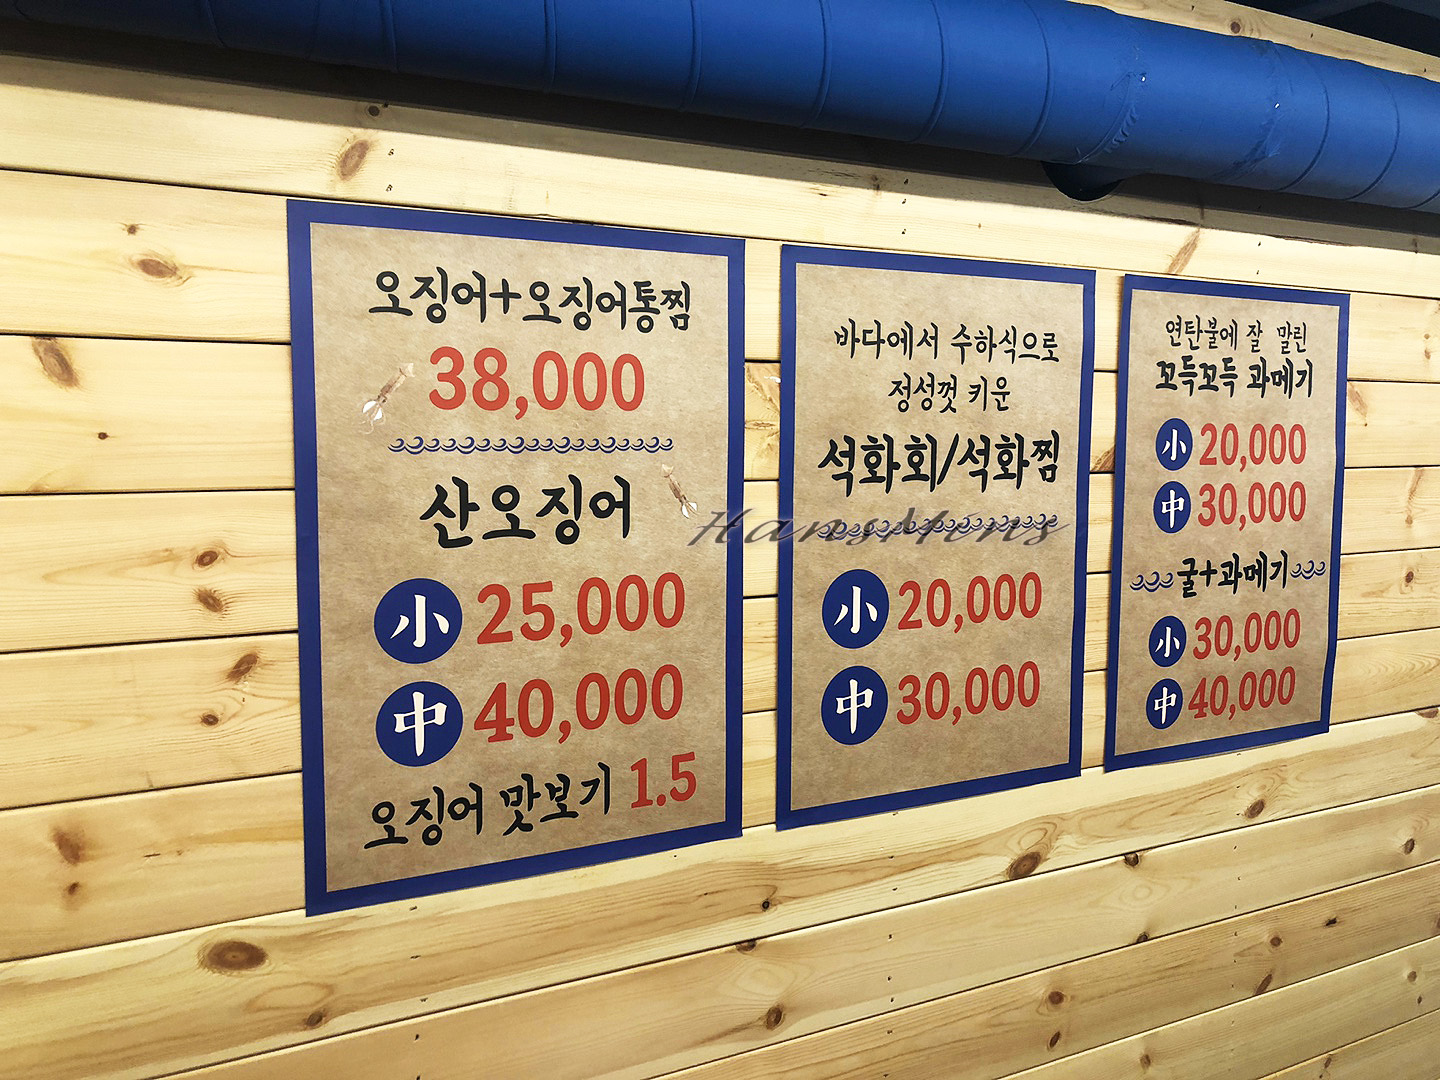 오징어+오징어통찜
38,000
산오징어
小 25,000
中 40,000
오징어 맛보기 1.5
바다에서 수하식으로
정성껏 키운
석화회/석화찜
HansMins
小 20,000
中 30,000
연탄불에 잘 말린
꼬득꼬득 과메기
小 20,000
中 30,000
굴+과메기
小 30,000
中 40,000